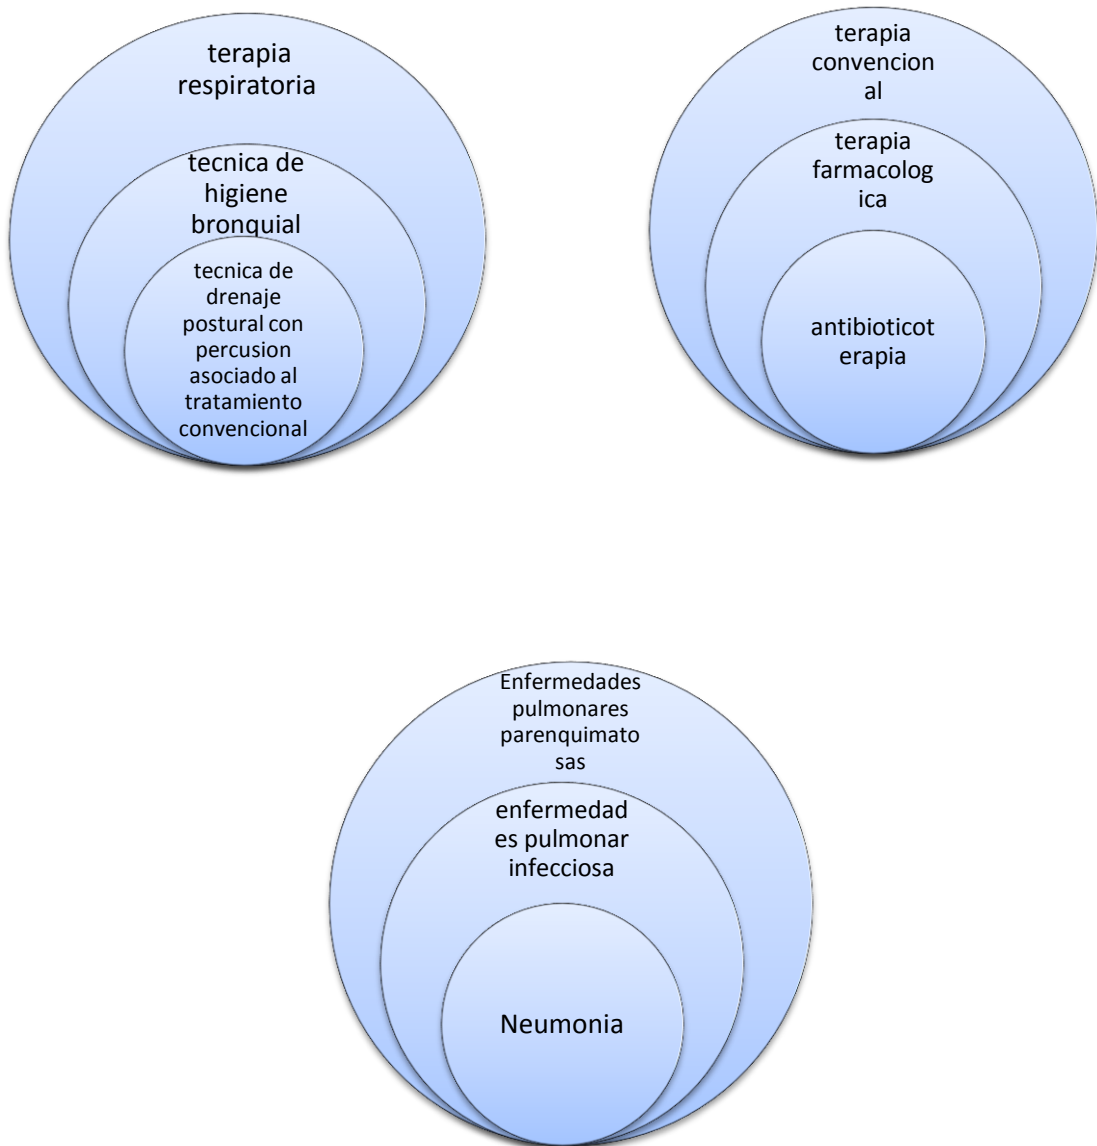 terapia
respiratoria
tecnica de
higiene
bronquial
tecnica de
drenaje
postural con
percusion
asociado al
tratamiento
convencional
terapia
convencion
al
terapia
farmacolog
ica
antibioticot
erapia
Enfermedades
pulmonares
parenquimato
sas
enfermedad
es pulmonar
infecciosa
Neumonia